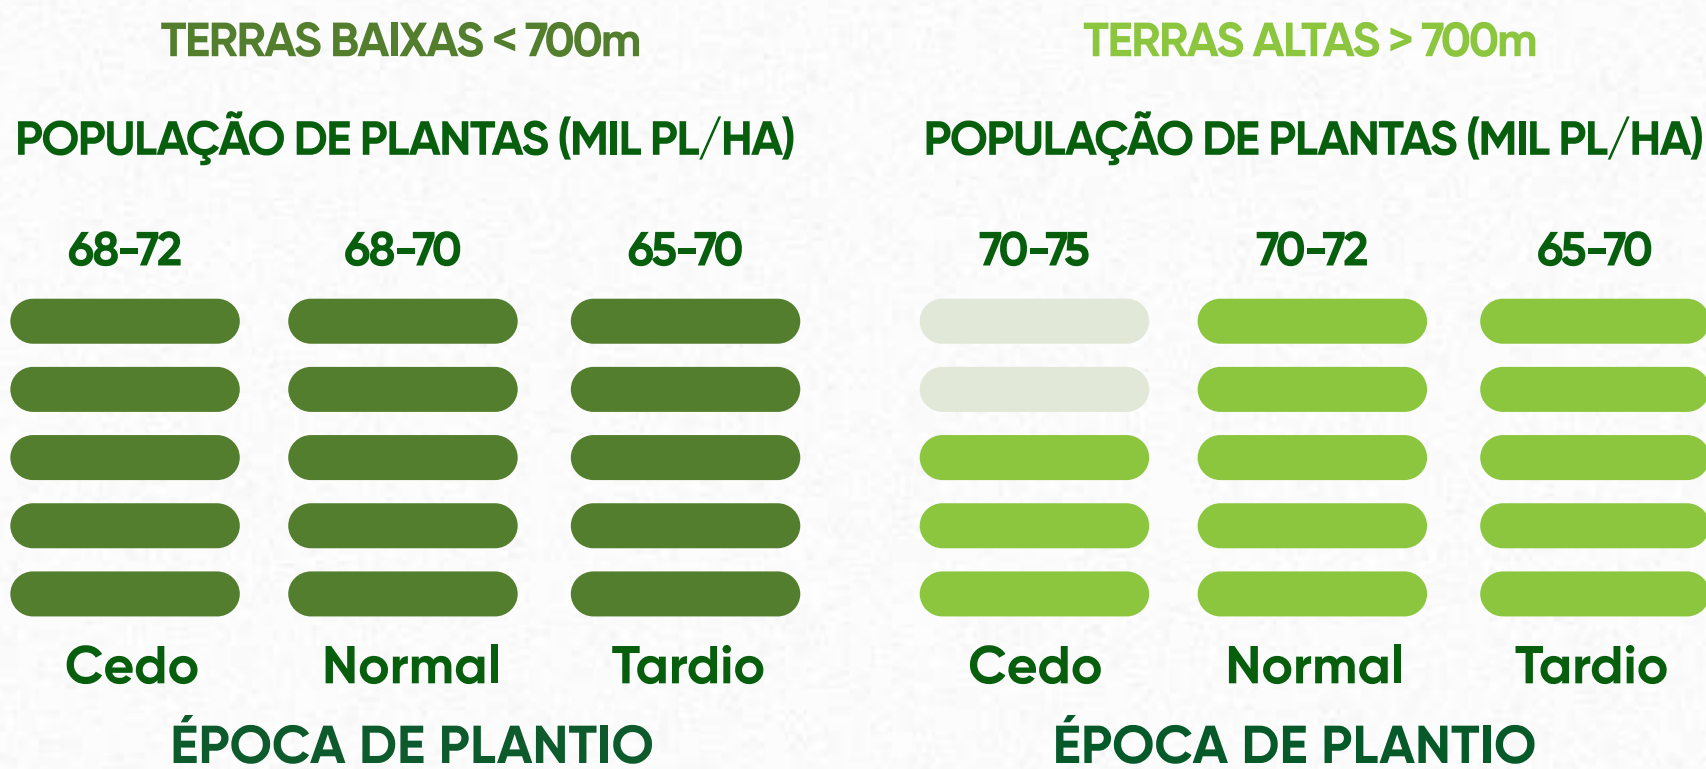 TERRAS BAIXAS < 700m
POPULAÇÃO DE PLANTAS (MIL PL/HA)
68-72 68-70 65-70
Cedo Normal Tardio
ÉPOCA DE PLANTIO
TERRAS ALTAS > 700m
POPULAÇÃO DE PLANTAS (MIL PL/HA)
70-75 70-72 65-70
Cedo Normal Tardio
ÉPOCA DE PLANTIO